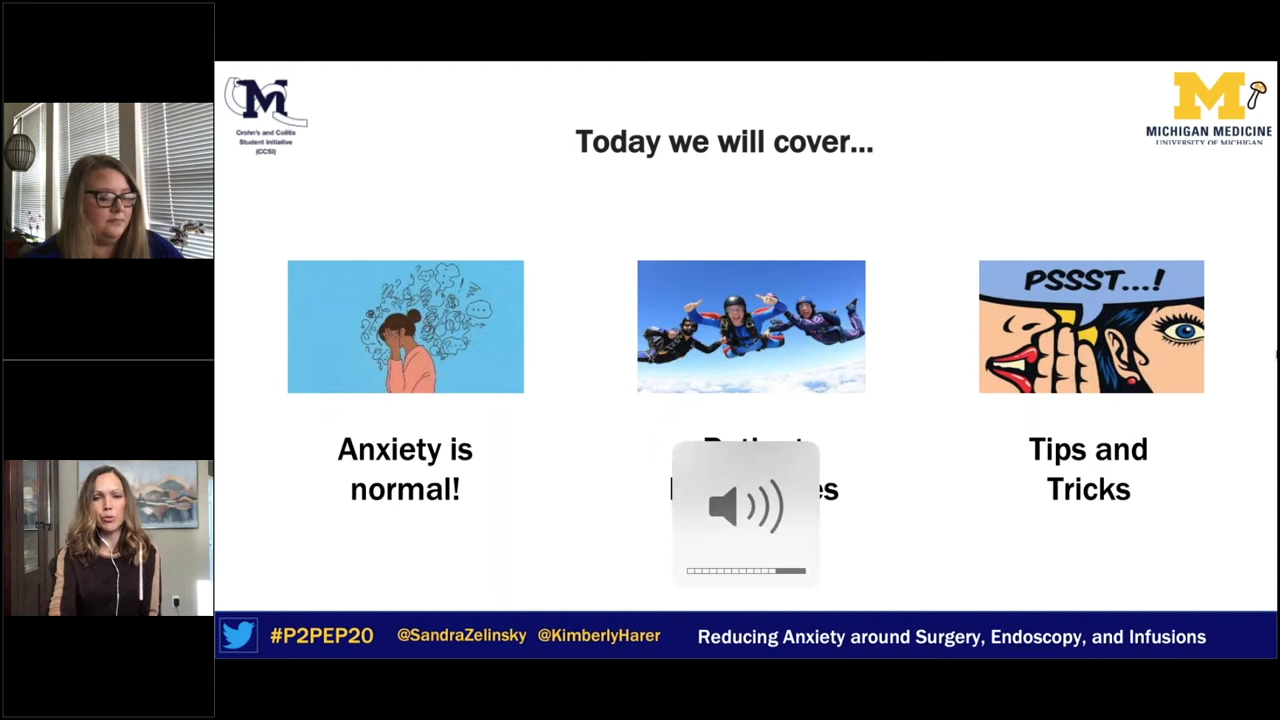 M
Crohn's and Colitis
Student Initiative
(CCSI)
M
MICHIGAN MEDICINE
UNIVERSITY OF MICHIGAN
Today we will cover...
PSSST...!
Anxiety is
normal!
Tips and
Tricks
#P2PEP20
@SandraZelinsky
@KimberlyHarer
Reducing Anxiety around Surgery, Endoscopy, and Infusions